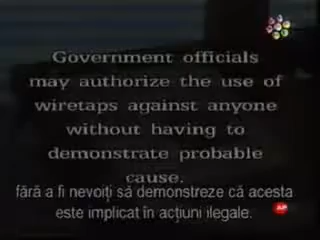 Government officials
may authorize the use of
wiretaps against anyone
without having to
demonstrate probable
cause.
fără a fi nevoiți să demonstreze că acesta
este implicat în acțiuni ilegale.
AP